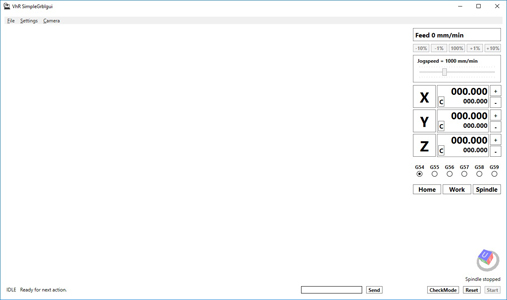 VhR SimpleGrblgui
File Settings Camera
Feed 0 mm/min
-10% -1% 100% +1% +10%
Jogspeed = 1000 mm/min
X 000.000 +
C 000.000 -
Y 000.000 +
C 000.000 -
Z 000.000 +
C 000.000 -
G54 G55 G56 G57 G58 G59
Home Work Spindle
Spindle stopped
IDLE Ready for next action. Send CheckMode Reset Start